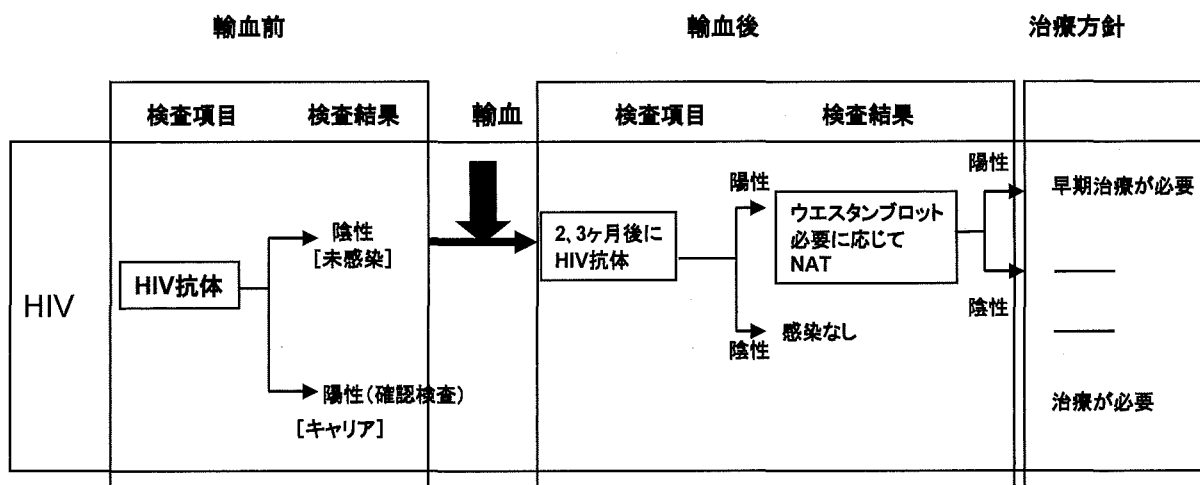 輸血前
輸血後
治療方針
検査項目
検査結果
輸血
検査項目
検査結果
HIV
HIV抗体
陰性
[未感染]
陽性(確認検査)
[キャリア]
2, 3ヶ月後に
HIV抗体
陽性
ウエスタンブロット
必要に応じて
NAT
陰性
感染なし
陽性
早期治療が必要
陰性
治療が必要